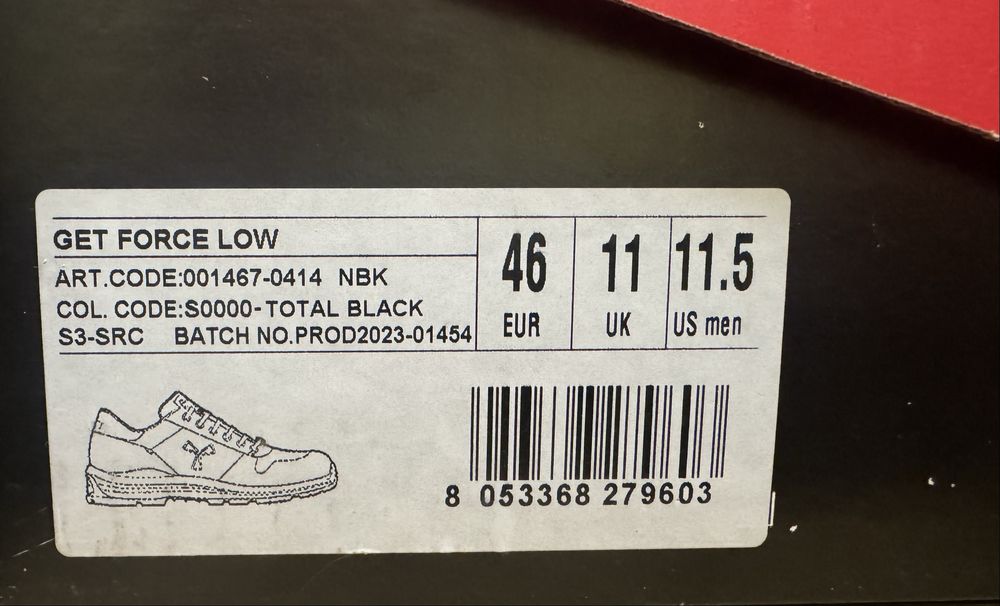 GET FORCE LOW
ART.CODE:001467-0414 NBK
COL. CODE:S0000-TOTAL BLACK
S3-SRC BATCH NO.PROD2023-01454
46 11 11.5
EUR UK US men
8 053368 279603